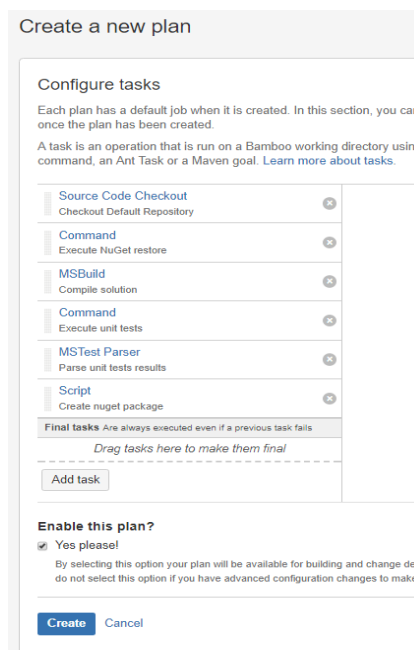 Create a new plan
Configure tasks
Each plan has a default job when it is created. In this section, you
once the plan has been created.
A task is an operation that is run on a Bamboo working directory
command, an Ant Task or a Maven goal. Learn more about tasks.
Source Code Checkout
Checkout Default Repository
Command
Execute NuGet restore
MSBuild
Compile solution
Command
Execute unit tests
MSTest Parser
Parse unit tests results
Script
Create nuget package
Final tasks Are always executed even if a previous task fails
Drag tasks here to make them final
Add task
Enable this plan?
Yes please!
By selecting this option your plan will be available for building and change
do not select this option if you have advanced configuration changes to
Create Cancel